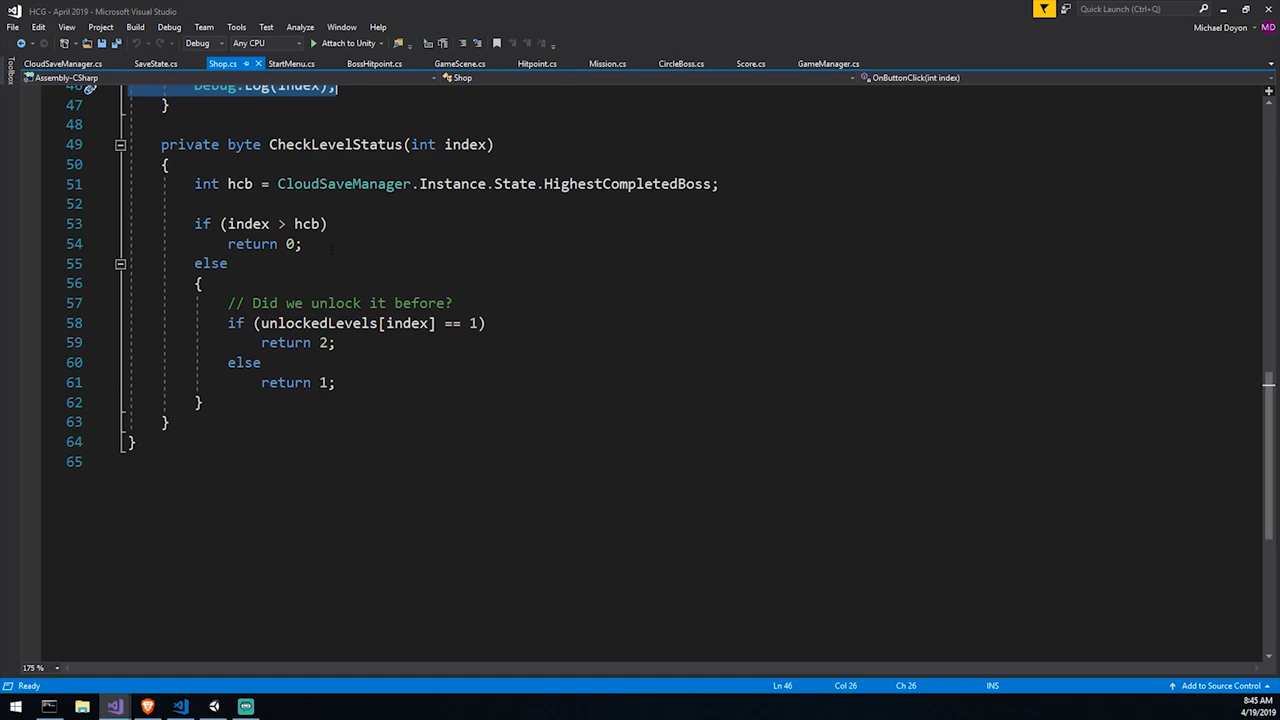 HCG - April 2019 - Microsoft Visual Studio
Quick Launch (Ctrl+Q)
File Edit View Project Build Debug Team Tools Test Analyze Window Help
Michael Doyon MD
Debug Any CPU Attach to Unity
Toolbox
CloudSaveManager.cs SaveState.cs Shop.cs StartMenu.cs BossHitpoint.cs GameScene.cs Hitpoint.cs Mission.cs CircleBoss.cs Score.cs GameManager.cs
Assembly-CSharp Shop OnButtonClick(int index)
46 Debug.Log(index);
47 }
48
49 private byte CheckLevelStatus(int index)
50 {
51 int hcb = CloudSaveManager.Instance.State.HighestCompletedBoss;
52
53 if (index > hcb)
54 return 0;
55 else
56 {
57 // Did we unlock it before?
58 if (unlockedLevels[index] == 1)
59 return 2;
60 else
61 return 1;
62 }
63 }
64 }
65
175 %
Ready Ln 46 Col 26 Ch 26 INS Add to Source Control
8:45 AM
4/19/2019